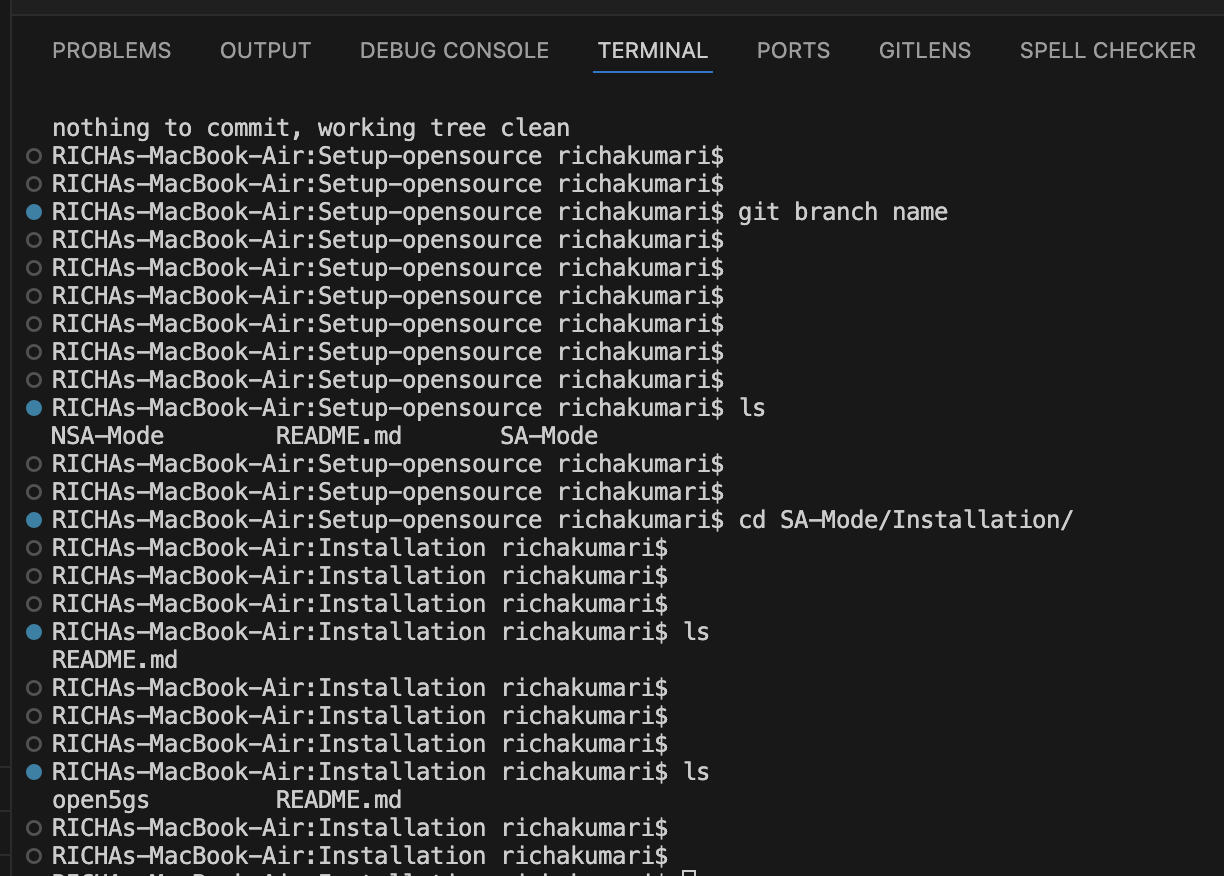 PROBLEMS OUTPUT DEBUG CONSOLE TERMINAL PORTS GITLENS SPELL CHECKER
nothing to commit, working tree clean
RICHAs-MacBook-Air:Setup-opensource richakumari$
RICHAs-MacBook-Air:Setup-opensource richakumari$
RICHAs-MacBook-Air:Setup-opensource richakumari$ git branch name
RICHAs-MacBook-Air:Setup-opensource richakumari$
RICHAs-MacBook-Air:Setup-opensource richakumari$
RICHAs-MacBook-Air:Setup-opensource richakumari$
RICHAs-MacBook-Air:Setup-opensource richakumari$
RICHAs-MacBook-Air:Setup-opensource richakumari$
RICHAs-MacBook-Air:Setup-opensource richakumari$
RICHAs-MacBook-Air:Setup-opensource richakumari$ ls
NSA-Mode README.md SA-Mode
RICHAs-MacBook-Air:Setup-opensource richakumari$
RICHAs-MacBook-Air:Setup-opensource richakumari$
RICHAs-MacBook-Air:Setup-opensource richakumari$ cd SA-Mode/Installation/
RICHAs-MacBook-Air:Installation richakumari$
RICHAs-MacBook-Air:Installation richakumari$
RICHAs-MacBook-Air:Installation richakumari$
RICHAs-MacBook-Air:Installation richakumari$ ls
README.md
RICHAs-MacBook-Air:Installation richakumari$
RICHAs-MacBook-Air:Installation richakumari$
RICHAs-MacBook-Air:Installation richakumari$
RICHAs-MacBook-Air:Installation richakumari$ ls
open5gs README.md
RICHAs-MacBook-Air:Installation richakumari$
RICHAs-MacBook-Air:Installation richakumari$